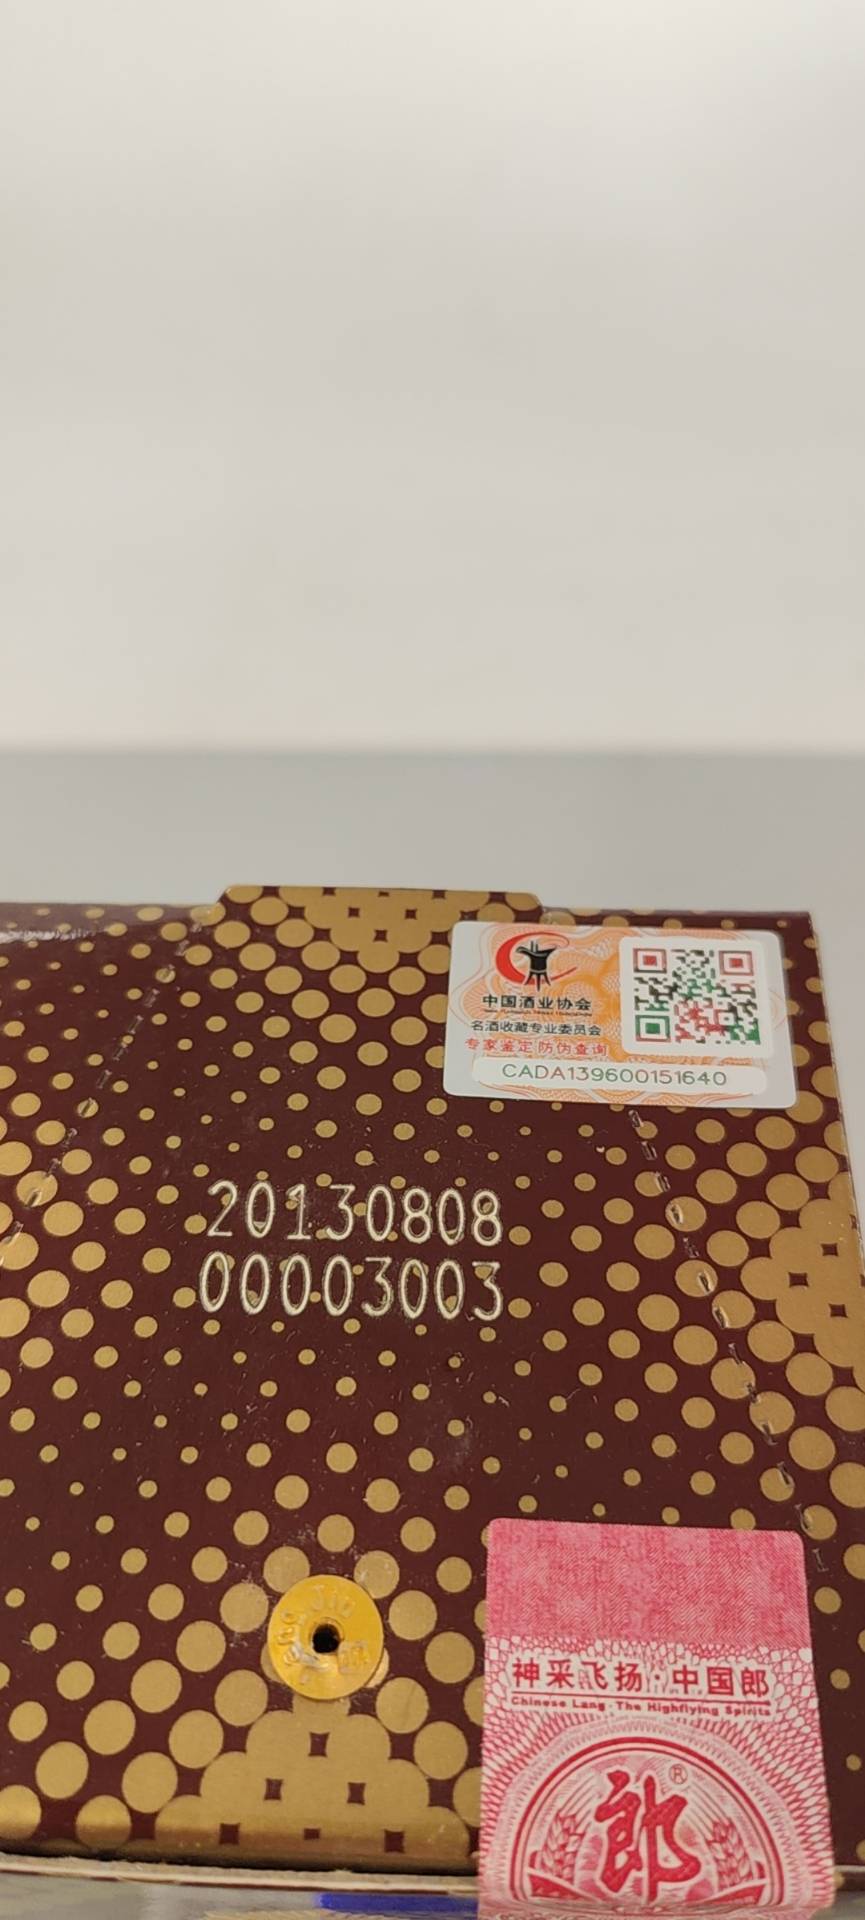 中国酒业协会
名酒收藏专业委员会
专家鉴定 防伪查询
CADA139600151640
20130808
00003003
神采飞扬·中国郎
Chinese Lang·The Highflying Spirits
郎®